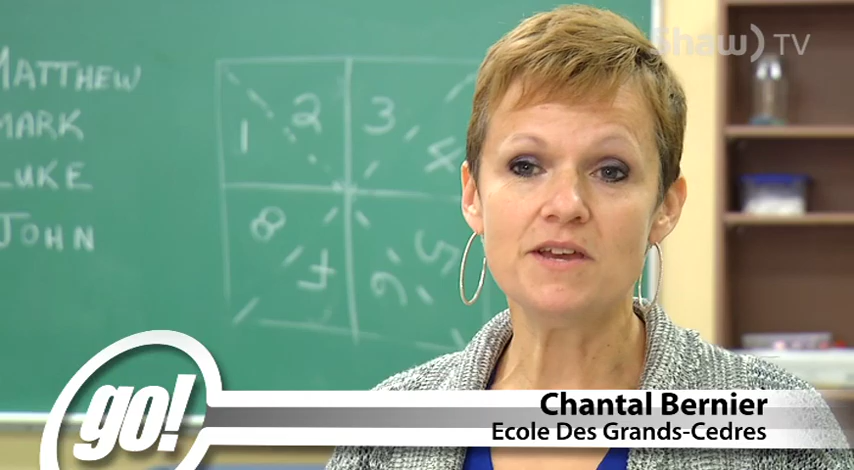 Shaw) TV
MATTHEW
MARK
LUKE
JOHN
1 2 3 4
8 7 6 5
go!
Chantal Bernier
Ecole Des Grands-Cedres